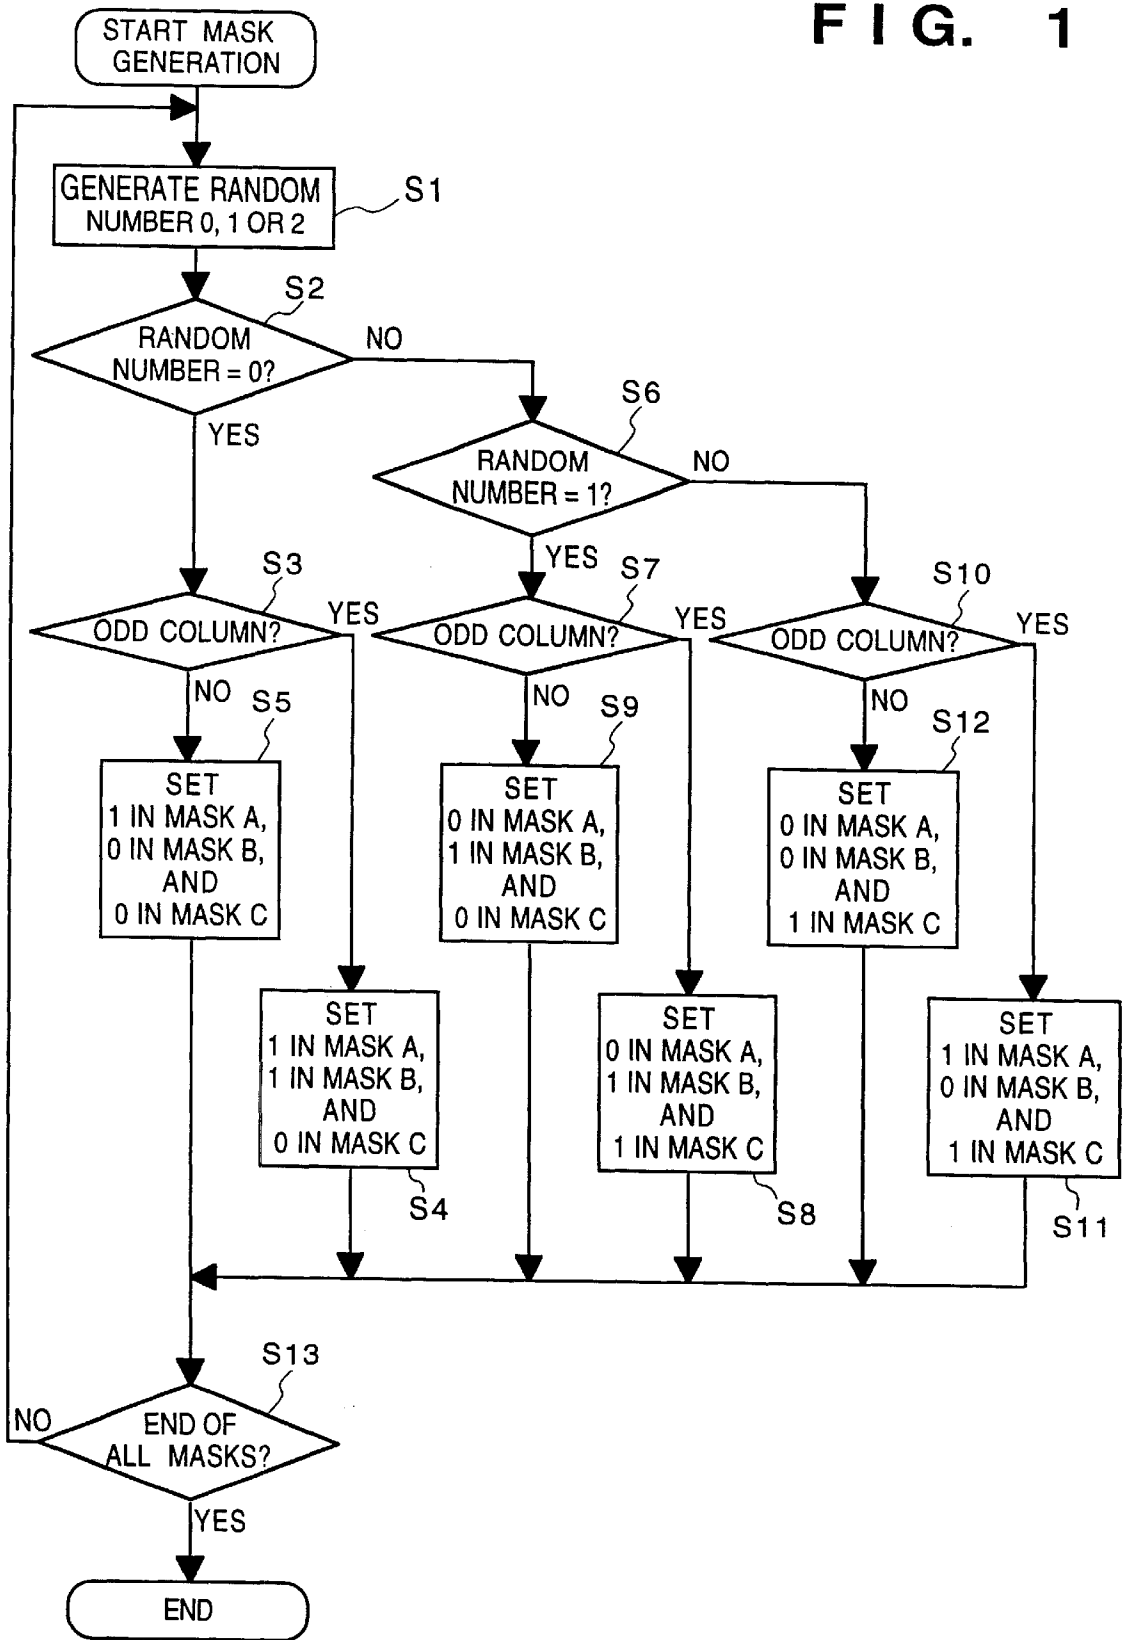 FIG. 1
START MASK
GENERATION
GENERATE RANDOM
NUMBER 0, 1 OR 2
S1
S2
RANDOM
NUMBER = 0?
NO
YES
S6
RANDOM
NUMBER = 1?
NO
YES
S3
ODD COLUMN?
YES
NO
S7
ODD COLUMN?
YES
NO
S10
ODD COLUMN?
YES
NO
S5
SET
1 IN MASK A,
0 IN MASK B,
AND
0 IN MASK C
S9
SET
0 IN MASK A,
1 IN MASK B,
AND
0 IN MASK C
S12
SET
0 IN MASK A,
0 IN MASK B,
AND
1 IN MASK C
SET
1 IN MASK A,
1 IN MASK B,
AND
0 IN MASK C
S4
SET
0 IN MASK A,
1 IN MASK B,
AND
1 IN MASK C
S8
SET
1 IN MASK A,
0 IN MASK B,
AND
1 IN MASK C
S11
S13
END OF
ALL MASKS?
NO
YES
END